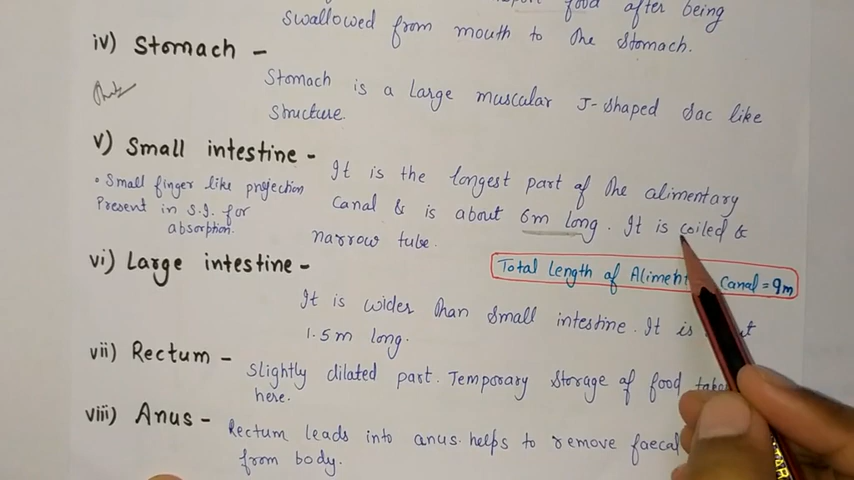 food after being
swallowed from mouth to the stomach.
iv) Stomach -
Stomach is a large muscular J-shaped sac like
structure.
v) Small intestine -
• Small finger like projection
Present in S.I. for
absorption.
It is the longest part of the alimentary
canal & is about 6m long. It is coiled &
narrow tube.
vi) Large intestine -
Total Length of Aliment Canal = 9m
It is wider than small intestine. It is
1.5m long.
vii) Rectum -
Slightly dilated part. Temporary storage of food
here.
viii) Anus -
Rectum leads into anus. helps to remove faecal
from body.